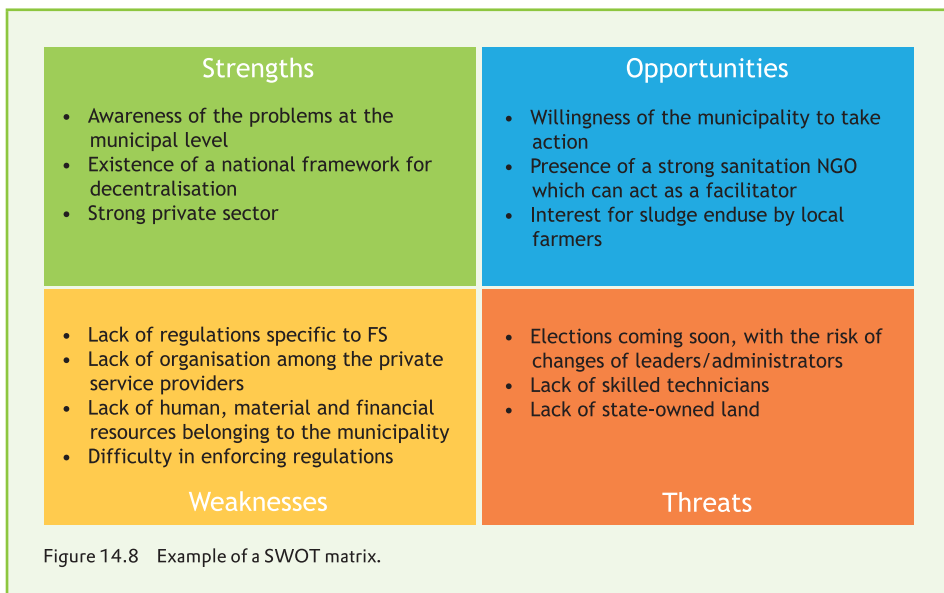 Strengths
• Awareness of the problems at the
municipal level
• Existence of a national framework for
decentralisation
• Strong private sector
Opportunities
• Willingness of the municipality to take
action
• Presence of a strong sanitation NGO
which can act as a facilitator
• Interest for sludge enduse by local
farmers
• Lack of regulations specific to FS
• Lack of organisation among the private
service providers
• Lack of human, material and financial
resources belonging to the municipality
• Difficulty in enforcing regulations
Weaknesses
• Elections coming soon, with the risk of
changes of leaders/administrators
• Lack of skilled technicians
• Lack of state-owned land
Threats
Figure 14.8 Example of a SWOT matrix.